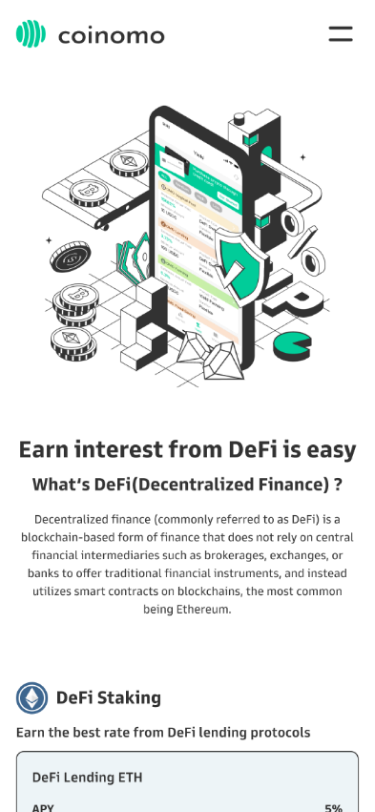 coinomo
Trade
Earn interest from DeFi is easy
What's DeFi(Decentralized Finance) ?
Decentralized finance (commonly referred to as DeFi) is a
blockchain-based form of finance that does not rely on central
financial intermediaries such as brokerages, exchanges, or
banks to offer traditional financial instruments, and instead
utilizes smart contracts on blockchains, the most common
being Ethereum.
DeFi Staking
Earn the best rate from DeFi lending protocols
DeFi Lending ETH
APY 5%